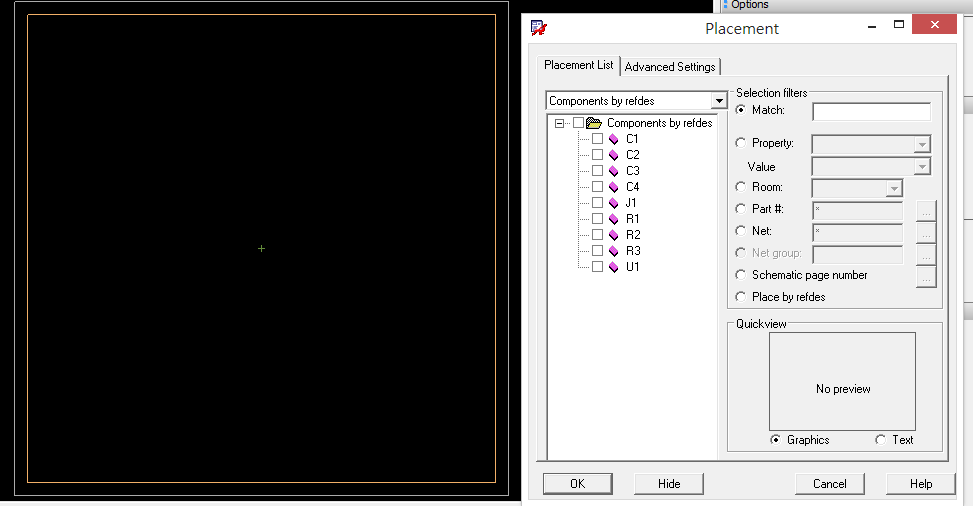 Options
Placement
Placement List
Advanced Settings
Components by refdes
Components by refdes
C1
C2
C3
C4
J1
R1
R2
R3
U1
Selection filters
Match:
Property:
Value
Room:
Part #: *
...
Net: *
...
Net group:
...
Schematic page number
...
Place by refdes
Quickview
No preview
Graphics
Text
OK
Hide
Cancel
Help